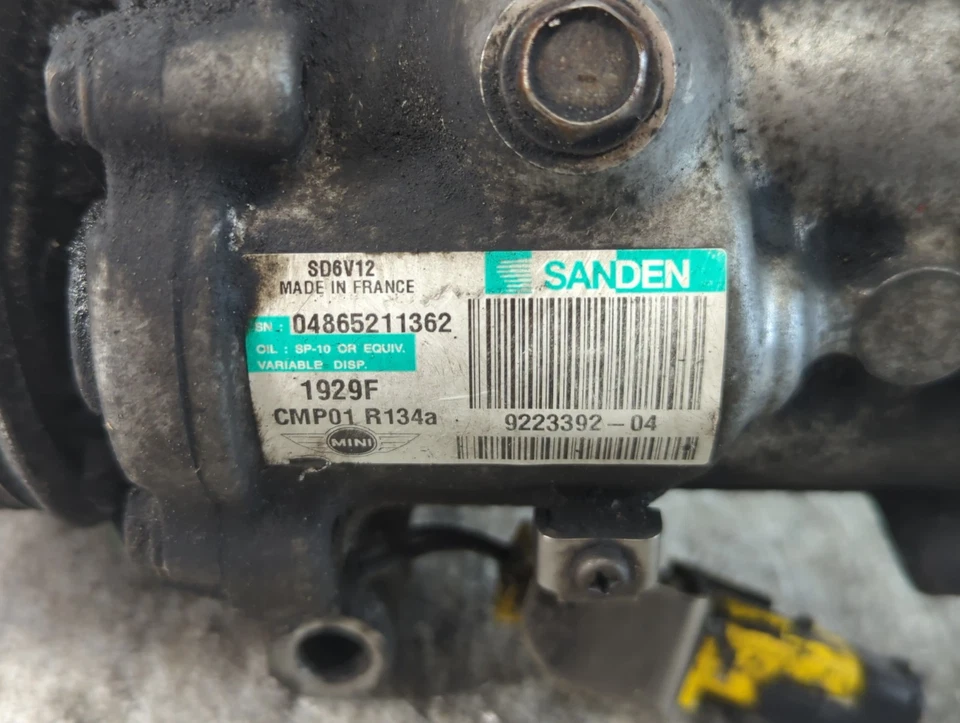 SD6V12
MADE IN FRANCE
SANDEN
SN : 04865211362
OIL : SP-10 OR EQUIV.
VARIABLE DISP.
1929F
CMP01 R134a
9223392-04
MINI